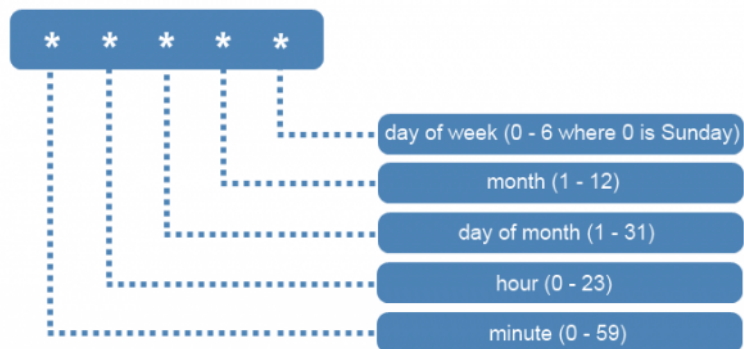 * * * * *
day of week (0 - 6 where 0 is Sunday)
month (1 - 12)
day of month (1 - 31)
hour (0 - 23)
minute (0 - 59)